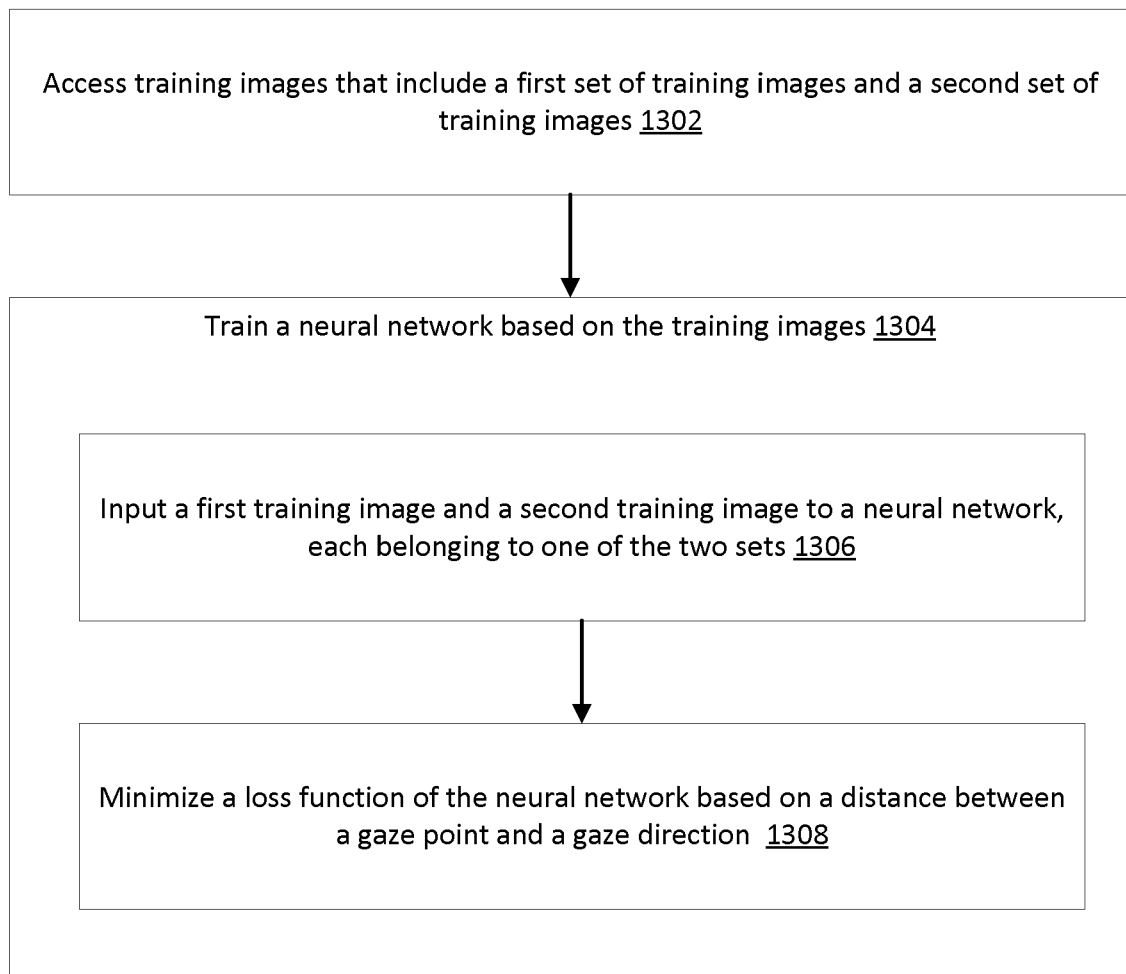 Access training images that include a first set of training images and a second set of
training images 1302
Train a neural network based on the training images 1304
Input a first training image and a second training image to a neural network,
each belonging to one of the two sets 1306
Minimize a loss function of the neural network based on a distance between
a gaze point and a gaze direction 1308